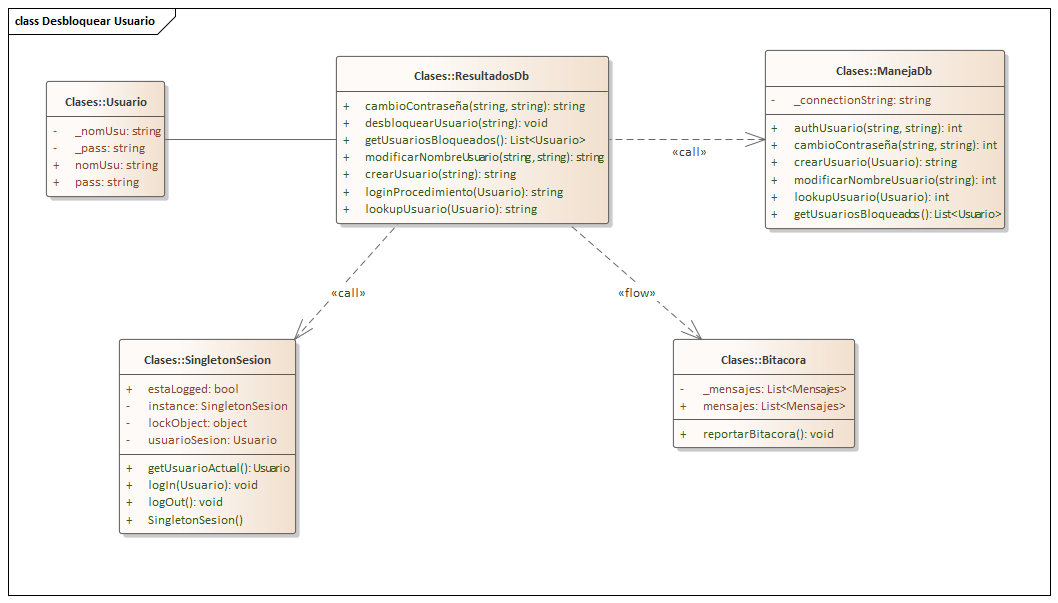 class Desbloquear Usuario
Clases::Usuario
- _nomUsu: string
- _pass: string
+ nomUsu: string
+ pass: string
Clases::ResultadosDb
+ cambioContraseña(string, string): string
+ desbloquearUsuario(string): void
+ getUsuariosBloqueados(): List<Usuario>
+ modificarNombreUsuario(string, string): string
+ crearUsuario(string): string
+ loginProcedimiento(Usuario): string
+ lookupUsuario(Usuario): string
«call»
Clases::ManejaDb
- _connectionString: string
+ authUsuario(string, string): int
+ cambioContraseña(string, string): int
+ crearUsuario(Usuario): string
+ modificarNombreUsuario(string): int
+ lookupUsuario(Usuario): int
+ getUsuariosBloqueados(): List<Usuario>
«call»
«flow»
Clases::SingletonSesion
+ estaLogged: bool
- instance: SingletonSesion
- lockObject: object
- usuarioSesion: Usuario
+ getUsuarioActual(): Usuario
+ logIn(Usuario): void
+ logOut(): void
+ SingletonSesion()
Clases::Bitacora
- _mensajes: List<Mensajes>
+ mensajes: List<Mensajes>
+ reportarBitacora(): void